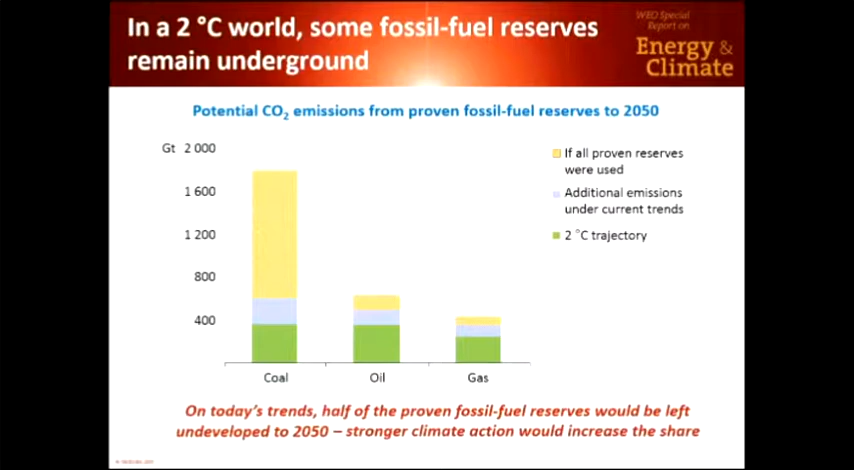 In a 2 °C world, some fossil-fuel reserves
remain underground
WEO Special
Report on
Energy &
Climate
Potential CO₂ emissions from proven fossil-fuel reserves to 2050
Gt 2 000
1 600
1 200
800
400
Coal Oil Gas
If all proven reserves
were used
Additional emissions
under current trends
2 °C trajectory
On today's trends, half of the proven fossil-fuel reserves would be left
undeveloped to 2050 – stronger climate action would increase the share